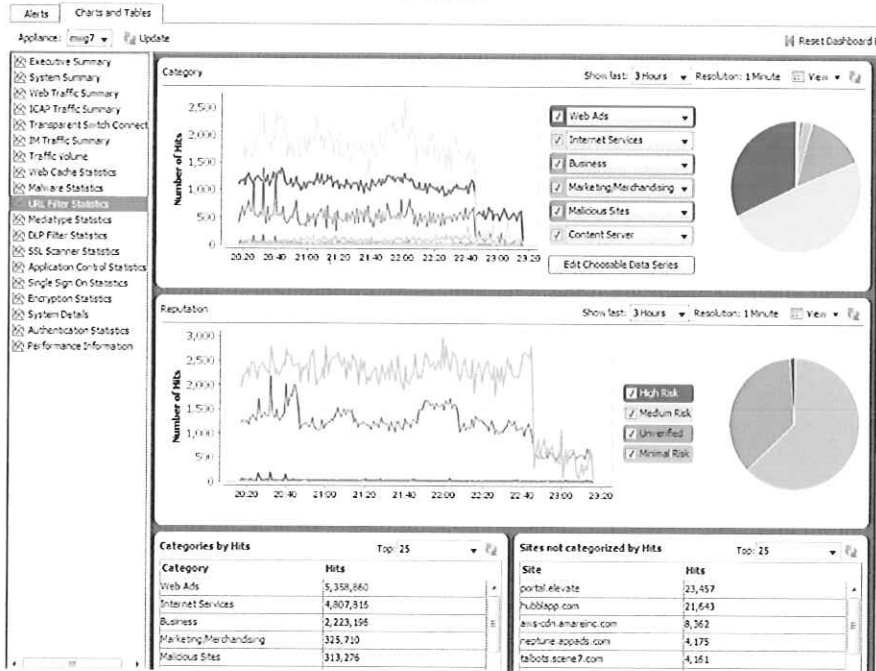 Alerts
Charts and Tables
Appliance: mwg7
Update
Reset Dashboard
Executive Summary
System Summary
Web Traffic Summary
ICAP Traffic Summary
Transparent Switch Connect
IM Traffic Summary
Traffic Volume
Web Cache Statistics
Malware Statistics
URL Filter Statistics
Mediatype Statistics
DLP Filter Statistics
SSL Scanner Statistics
Application Control Statistics
Single Sign On Statistics
Encryption Statistics
System Details
Authentication Statistics
Performance Information
Category
Show last: 3 Hours
Resolution: 1 Minute
View
Number of Hits
2,500
2,000
1,500
1,000
500
0
20:20 20:40 21:00 21:20 21:40 22:00 22:20 22:40 23:00 23:20
Web Ads
Internet Services
Business
Marketing/Merchandising
Malicious Sites
Content Server
Edit Choosable Data Series
Reputation
Show last: 3 Hours
Resolution: 1 Minute
View
Number of Hits
3,000
2,500
2,000
1,500
1,000
500
0
20:20 20:40 21:00 21:20 21:40 22:00 22:20 22:40 23:00 23:20
High Risk
Medium Risk
Unverified
Minimal Risk
Categories by Hits
Top: 25
Category Hits
Web Ads 5,358,860
Internet Services 4,807,815
Business 2,223,195
Marketing/Merchandising 325,710
Malicious Sites 313,276
Sites not categorized by Hits
Top: 25
Site Hits
portal.elevate 23,457
hubblapp.com 21,643
aws-cdn.amareinc.com 8,362
neptune.appads.com 4,175
talbots.scene7.com 4,161